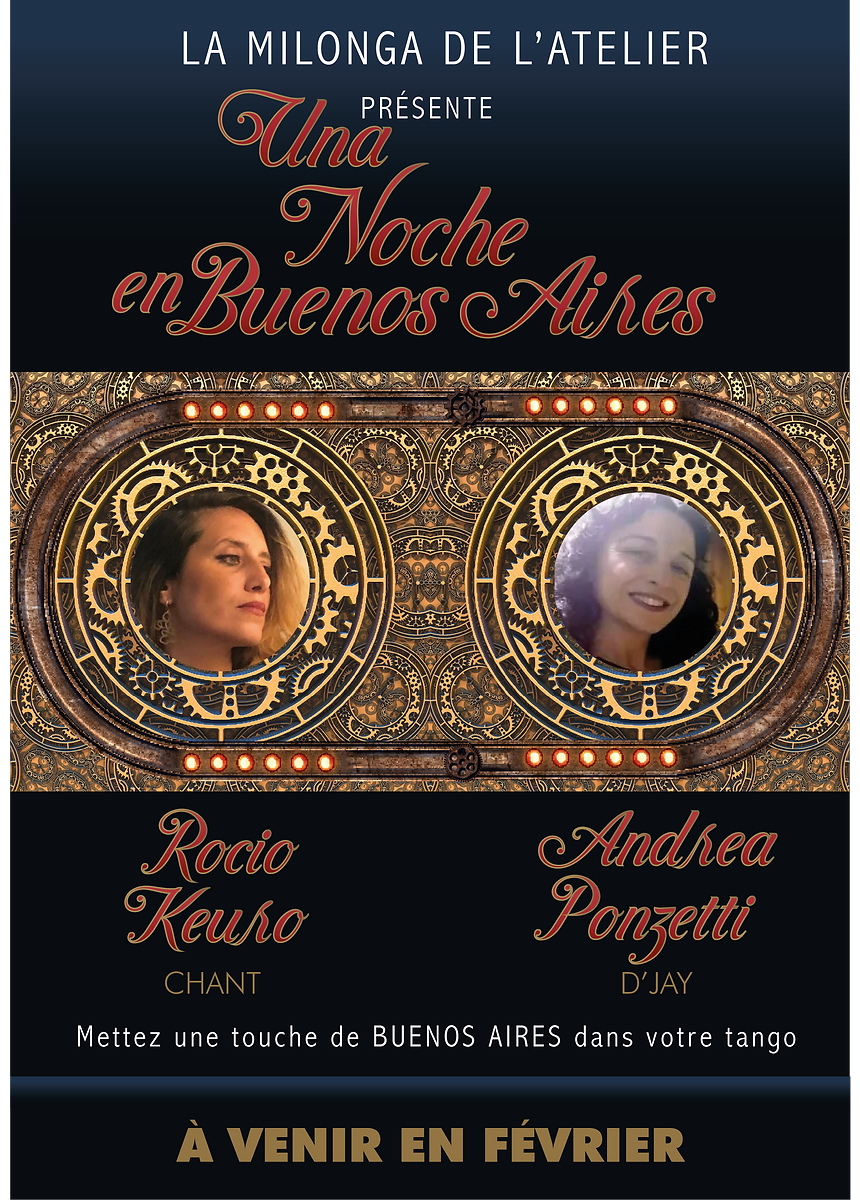 LA MILONGA DE L'ATELIER
PRÉSENTE
Una
Noche
en Buenos Aires
Rocio
Keuro
CHANT
Andrea
Ponzetti
D'JAY
Mettez une touche de BUENOS AIRES dans votre tango
À VENIR EN FÉVRIER